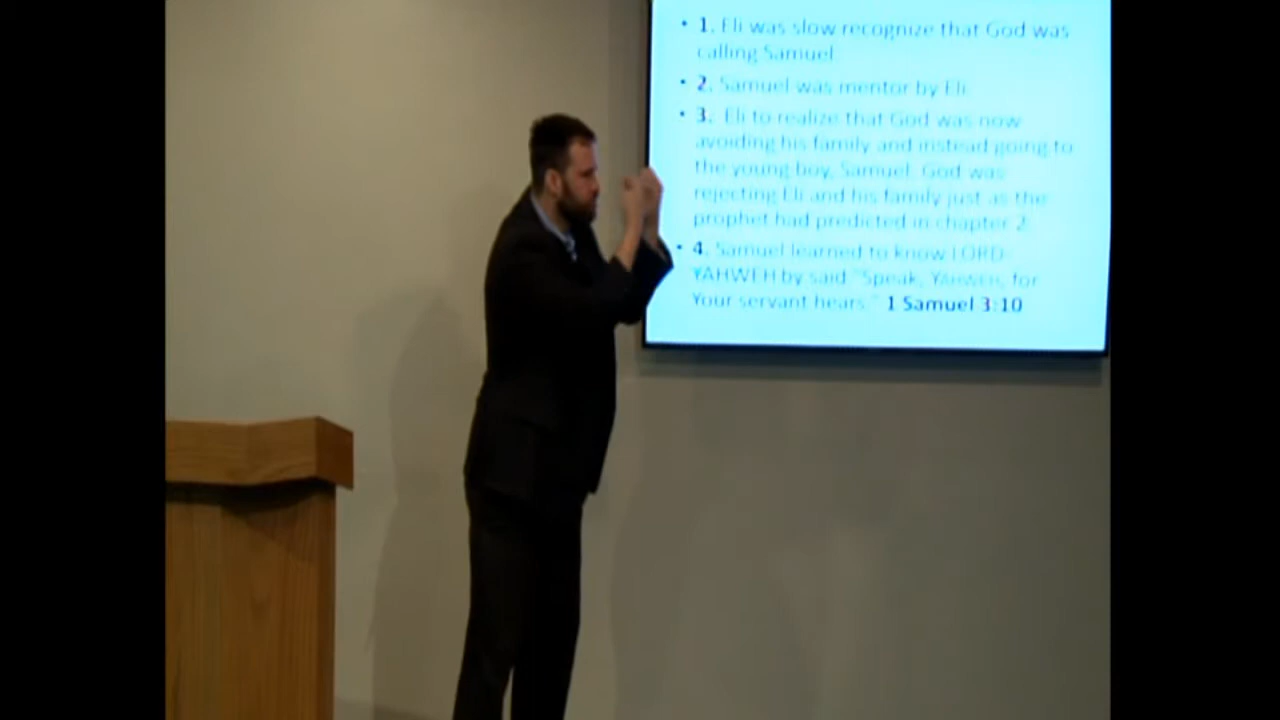 • 1. Eli was slow recognize that God was
calling Samuel
• 2. Samuel was mentor by Eli
• 3. Eli to realize that God was now
avoiding his family and instead going to
the young boy, Samuel. God was
rejecting Eli and his family just as the
prophet had predicted in chapter 2
• 4. Samuel learned to know LORD-
YAHWEH by said "Speak, YAHWEH, for
Your servant hears." 1 Samuel 3:10